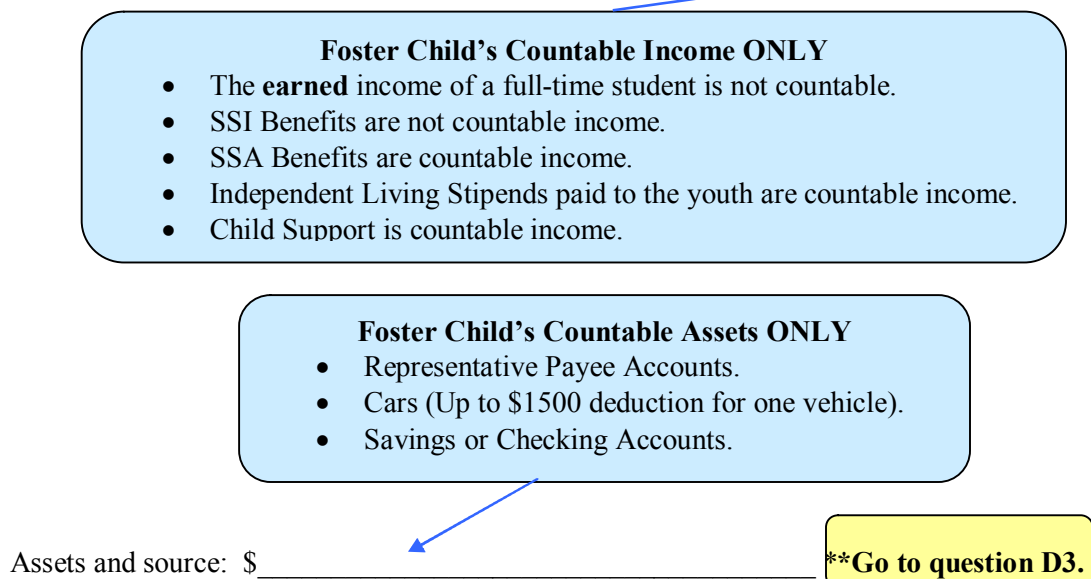 Foster Child's Countable Income ONLY
• The earned income of a full-time student is not countable.
• SSI Benefits are not countable income.
• SSA Benefits are countable income.
• Independent Living Stipends paid to the youth are countable income.
• Child Support is countable income.
Foster Child's Countable Assets ONLY
• Representative Payee Accounts.
• Cars (Up to $1500 deduction for one vehicle).
• Savings or Checking Accounts.
Assets and source: $________________________________________ **Go to question D3.